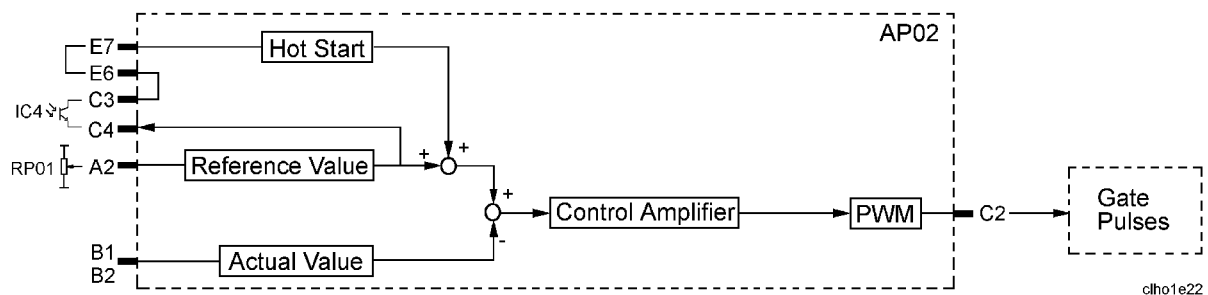 AP02
E7
Hot Start
E6
C3
IC4
C4
+
+
RP01
A2
Reference Value
+
Control Amplifier
PWM
C2
Gate
Pulses
-
B1
B2
Actual Value
clho1e22